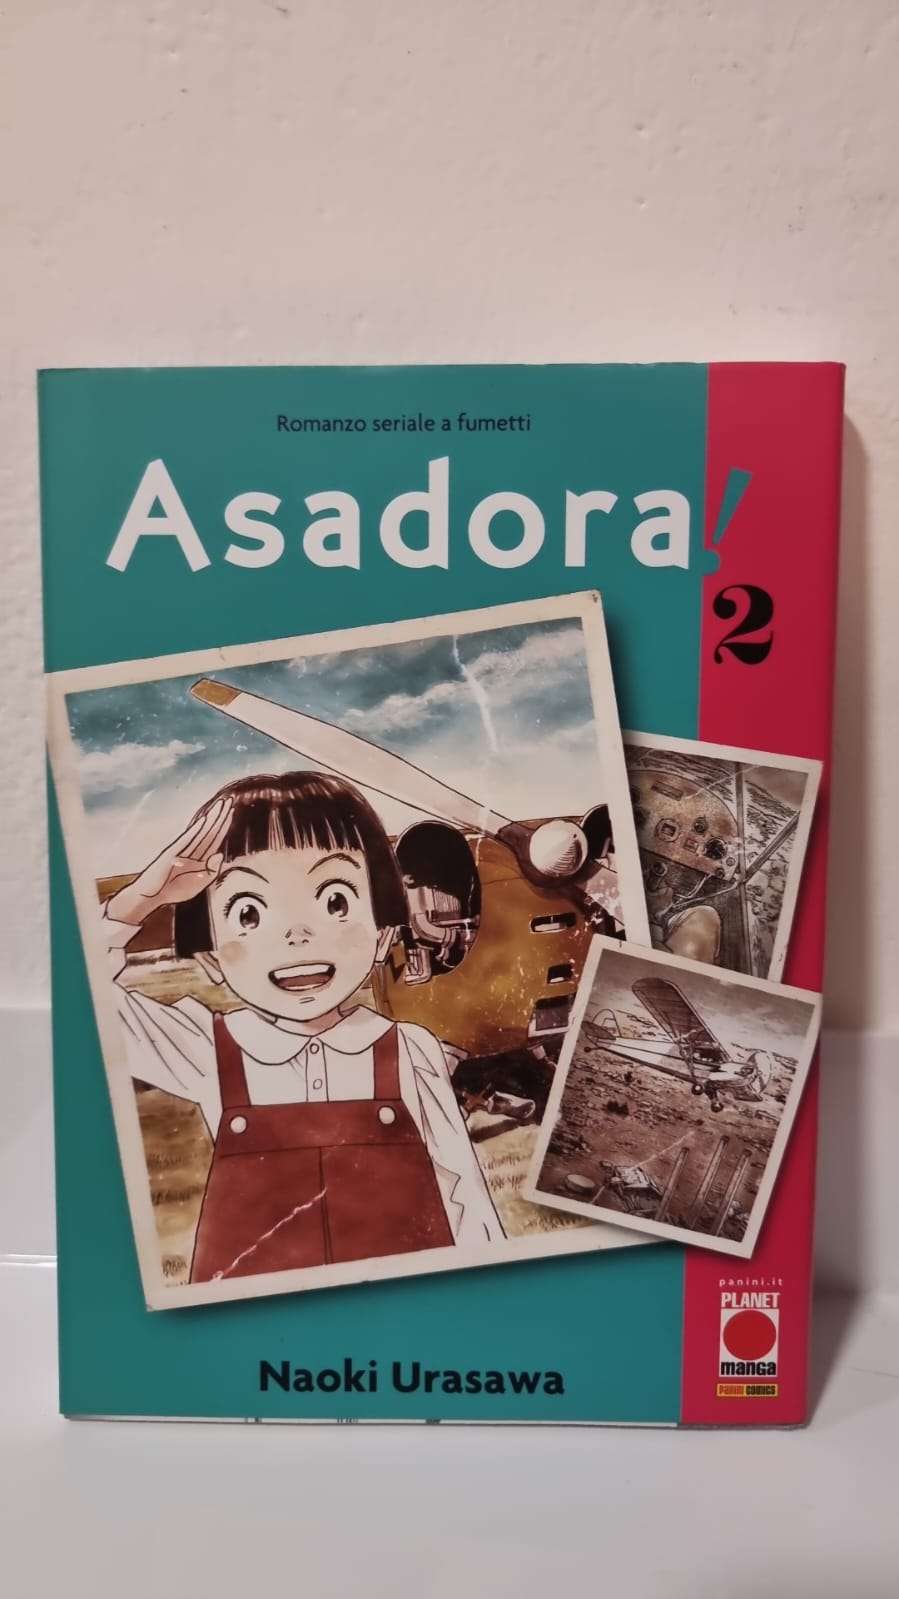 Romanzo seriale a fumetti
Asadora!
2
panini.it
PLANET
manga
PANINI COMICS
Naoki Urasawa